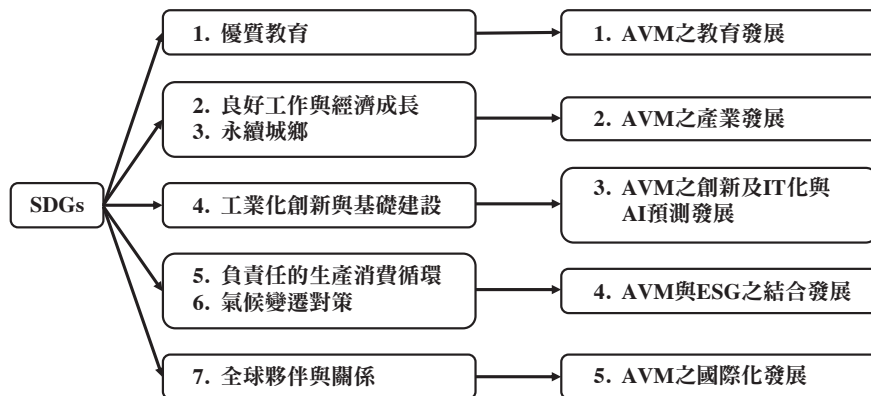 SDGs
1. 優質教育
1. AVM之教育發展
2. 良好工作與經濟成長
3. 永續城鄉
2. AVM之產業發展
4. 工業化創新與基礎建設
3. AVM之創新及IT化與
AI預測發展
5. 負責任的生產消費循環
6. 氣候變遷對策
4. AVM與ESG之結合發展
7. 全球夥伴與關係
5. AVM之國際化發展